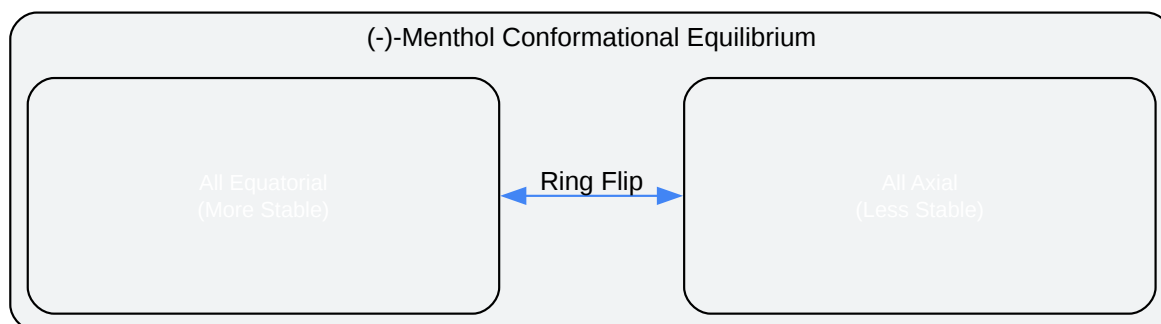 (-)-Menthol Conformational Equilibrium
All Equatorial
(More Stable)
Ring Flip
All Axial
(Less Stable)